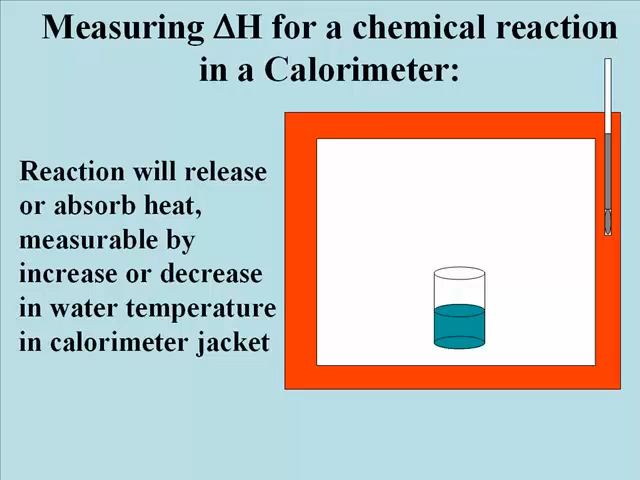 Measuring ΔH for a chemical reaction
in a Calorimeter:
Reaction will release
or absorb heat,
measurable by
increase or decrease
in water temperature
in calorimeter jacket